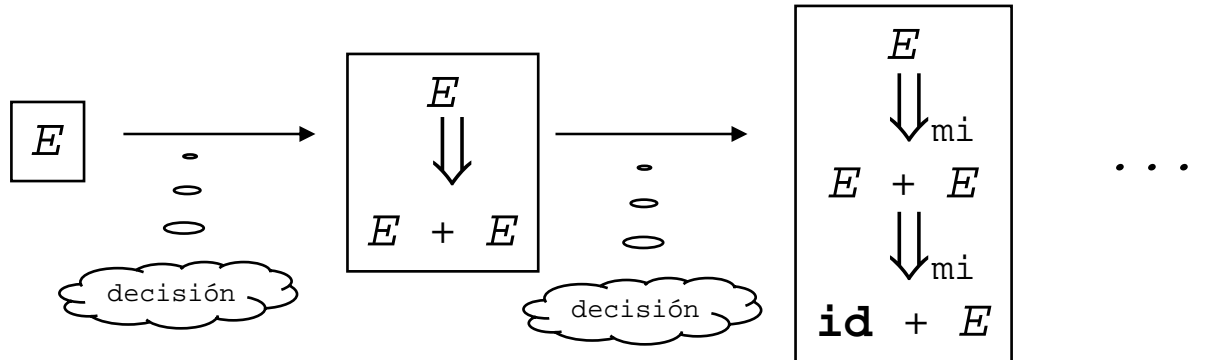 E
decisión
E
E + E
decisión
E
mi
E + E
mi
id + E
. . .